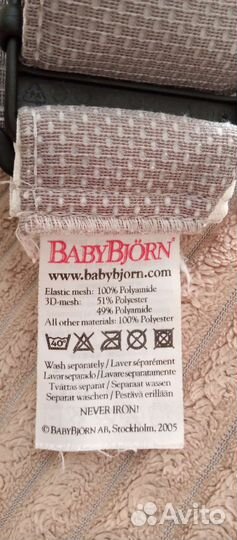 BABYBJÖRN®
www.babybjorn.com
Elastic mesh: 100% Polyamide
3D-mesh: 51% Polyester
49% Polyamide
All other materials: 100% Polyester
40°
Wash separately / Laver séparément
Lavar separado / Lavare separatamente
Tvättas separat / Separat wassen
Separat waschen / Pestävä erillään
NEVER IRON!
© BABYBJÖRN AB, Stockholm, 2005
Avito